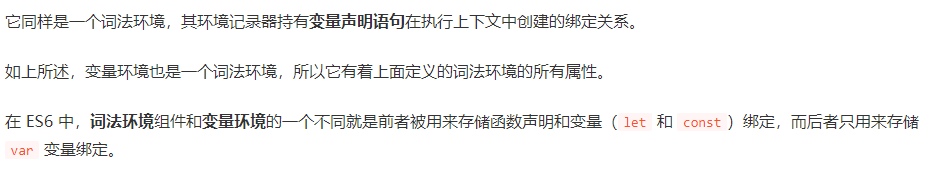 它同样是一个词法环境，其环境记录器持有变量声明语句在执行上下文中创建的绑定关系。
如上所述，变量环境也是一个词法环境，所以它有着上面定义的词法环境的所有属性。
在 ES6 中，词法环境组件和变量环境的一个不同就是前者被用来存储函数声明和变量（ let 和 const ）绑定，而后者只用来存储
var 变量绑定。